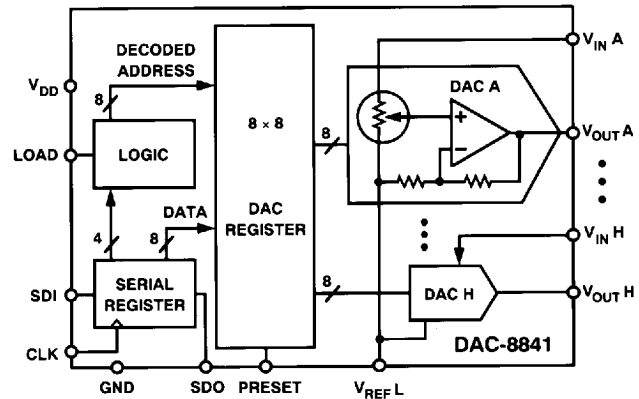 V_IN A
DECODED
ADDRESS
V_DD
DAC A
8
8 × 8
+
8
V_OUT A
LOAD
LOGIC
−
DAC
REGISTER
4
8
DATA
V_IN H
SERIAL
REGISTER
SDI
8
DAC H
V_OUT H
CLK
DAC-8841
GND
SDO
PRESET
V_REF L